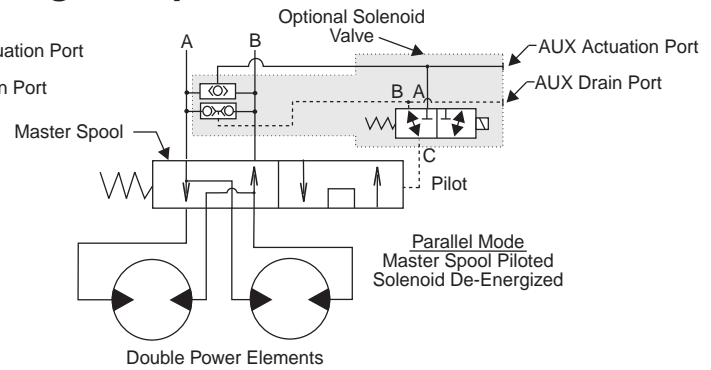 Optional Solenoid
Valve
uation Port
A
B
AUX Actuation Port
n Port
B A
AUX Drain Port
Master Spool
C
Pilot
Parallel Mode
Master Spool Piloted
Solenoid De-Energized
Double Power Elements